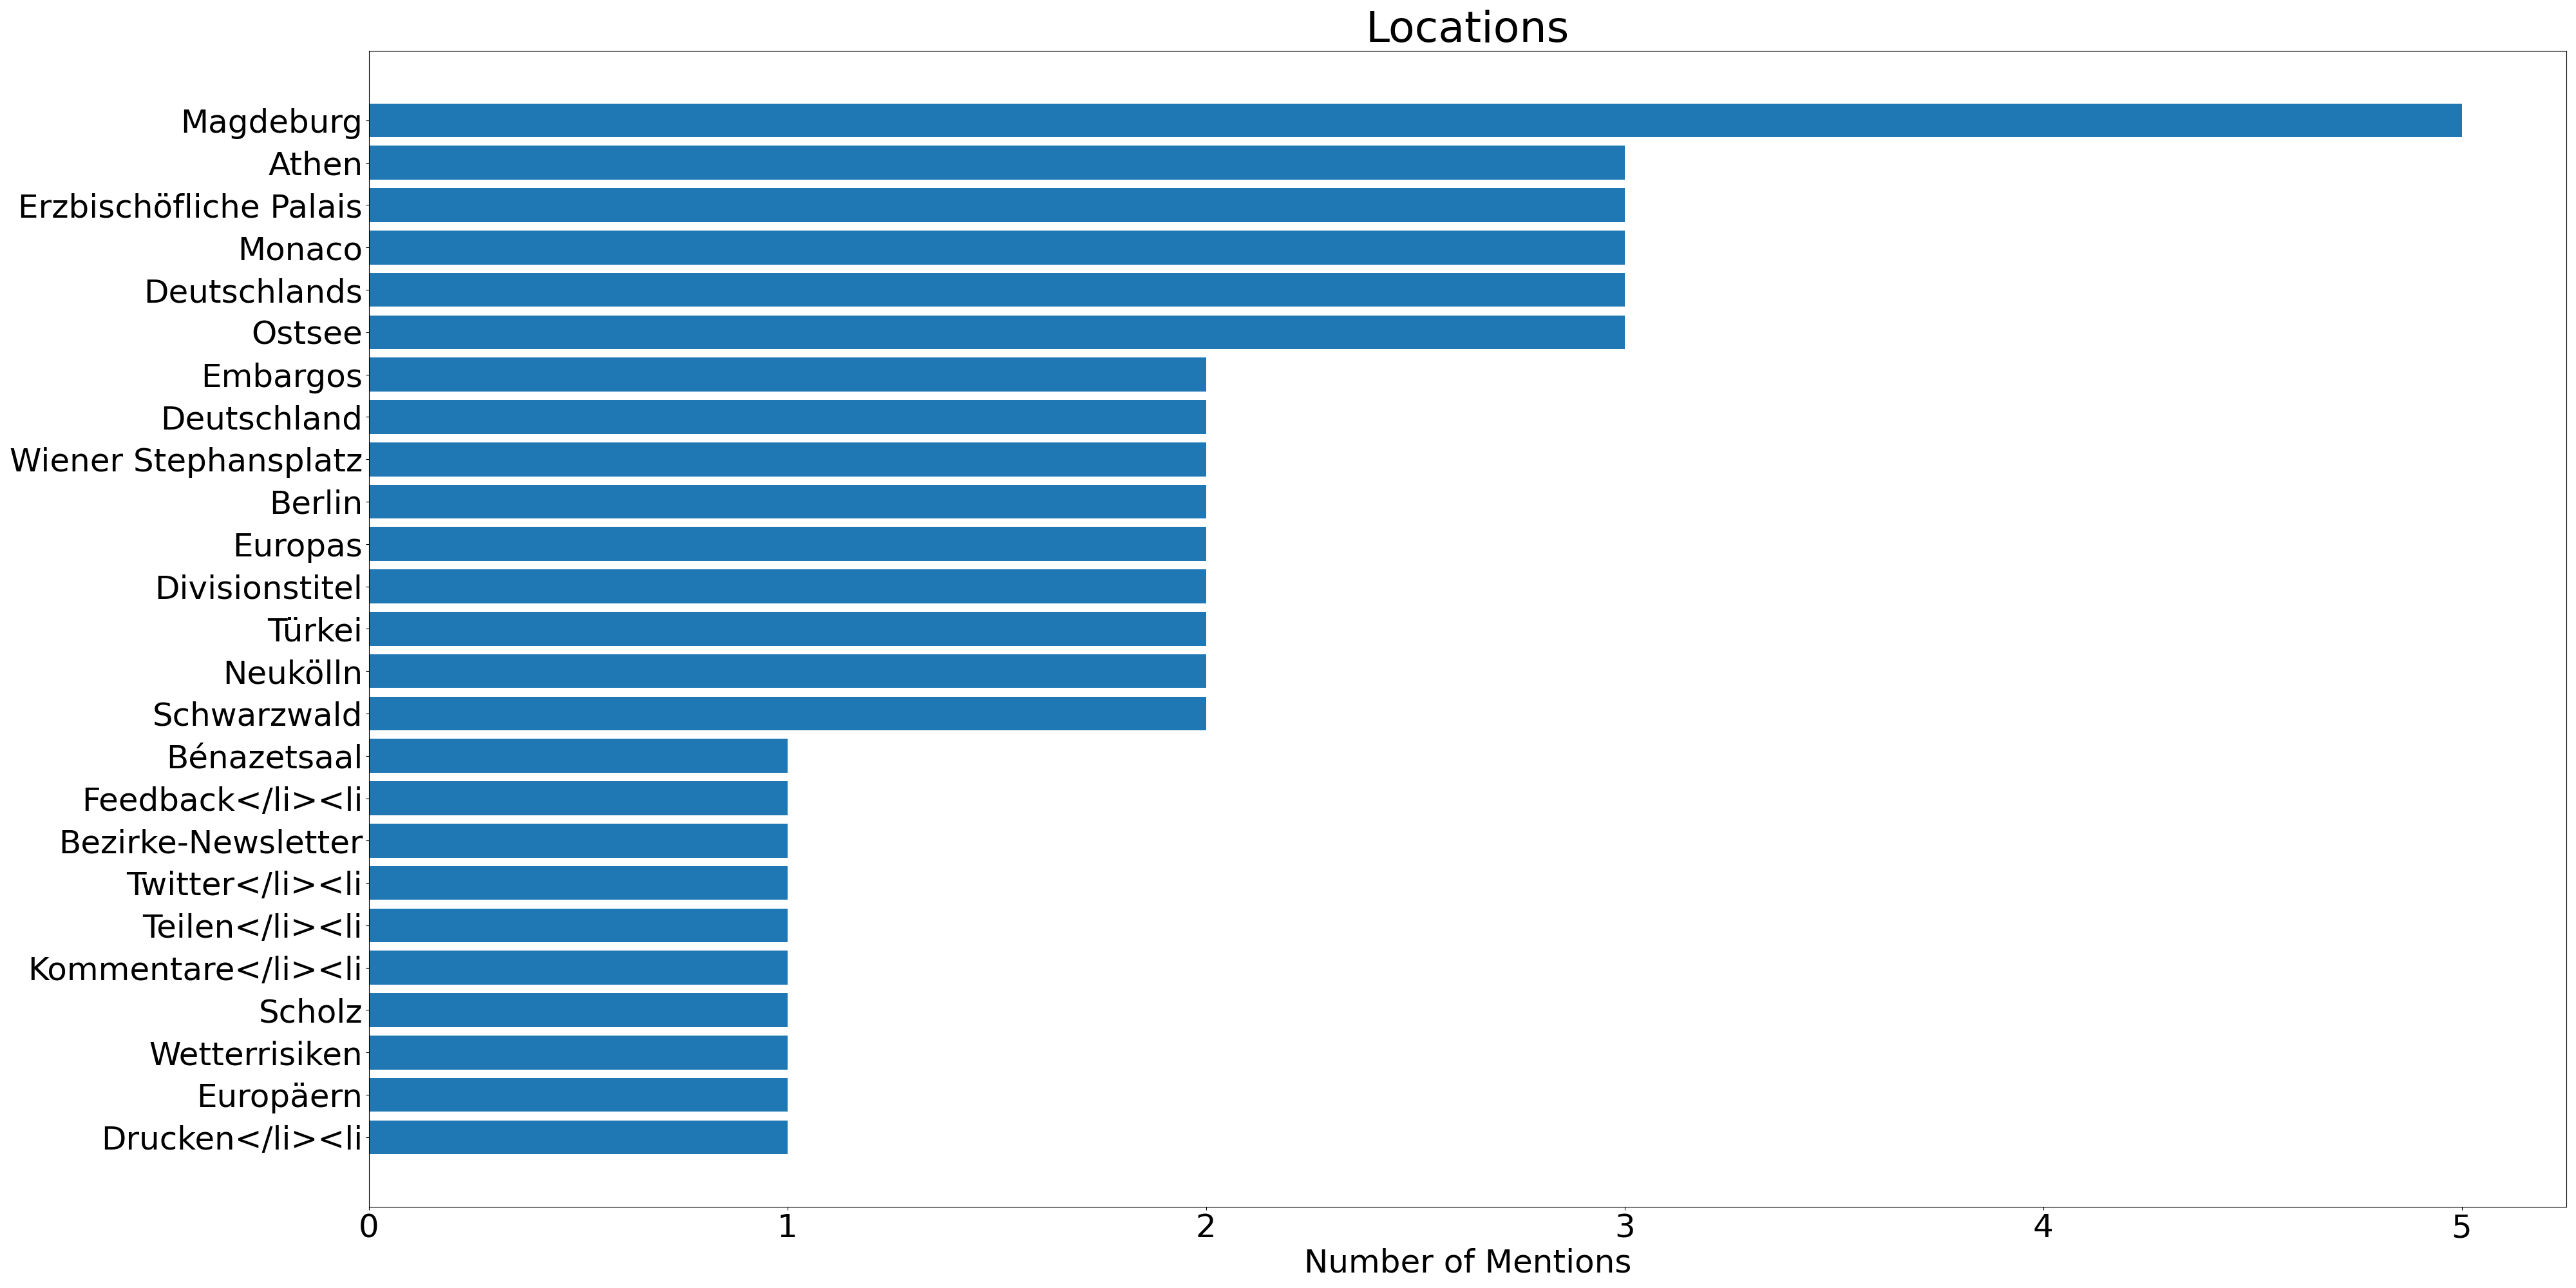 Locations
Magdeburg
Athen
Erzbischöfliche Palais
Monaco
Deutschlands
Ostsee
Embargos
Deutschland
Wiener Stephansplatz
Berlin
Europas
Divisionstitel
Türkei
Neukölln
Schwarzwald
Bénazetsaal
Feedback</li><li
Bezirke-Newsletter
Twitter</li><li
Teilen</li><li
Kommentare</li><li
Scholz
Wetterrisiken
Europäern
Drucken</li><li
0 1 2 3 4 5
Number of Mentions